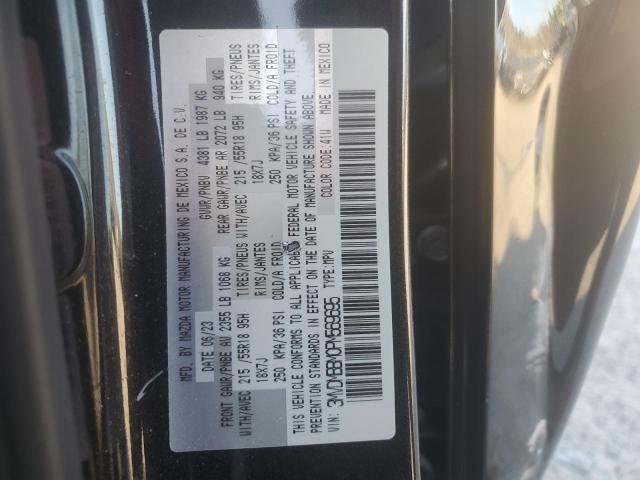 MFD. BY MAZDA MOTOR MANUFACTURING DE MEXICO S.A. DE C.V.
DATE 06/23 GVWR/PNBV 4381 LB 1987 KG
FRONT GAWR/PNBE AV 2355 LB 1068 KG REAR GAWR/PNBE AR 2072 LB 940 KG
TIRES/PNEUS WITH/AVEC 215 /55R18 95H TIRES/PNEUS
WITH/AVEC 215 /55R18 95H RIMS/JANTES 18X7J RIMS/JANTES
18X7J 250 KPA/36 PSI COLD/A FROID
250 KPA/36 PSI COLD/A FROID
THIS VEHICLE CONFORMS TO ALL APPLICABLE FEDERAL MOTOR VEHICLE SAFETY AND THEFT
PREVENTION STANDARDS IN EFFECT ON THE DATE OF MANUFACTURE SHOWN ABOVE.
VIN: 3MVDMBBM0PM569695 TYPE:MPV COLOR CODE:41W MADE IN MEXICO